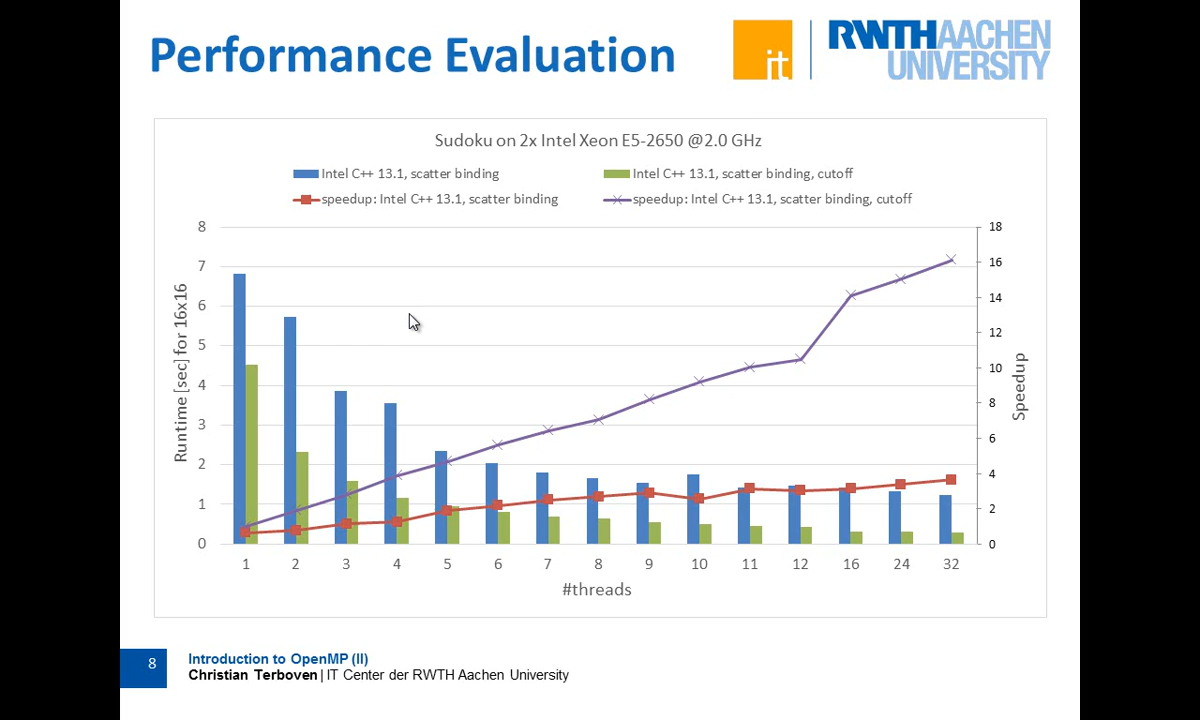 Performance Evaluation
it
RWTHAACHEN
UNIVERSITY
Sudoku on 2x Intel Xeon E5-2650 @2.0 GHz
Intel C++ 13.1, scatter binding
Intel C++ 13.1, scatter binding, cutoff
speedup: Intel C++ 13.1, scatter binding
speedup: Intel C++ 13.1, scatter binding, cutoff
Runtime [sec] for 16x16
8
7
6
5
4
3
2
1
0
18
16
14
12
10
8
6
4
2
0
Speedup
1 2 3 4 5 6 7 8 9 10 11 12 16 24 32
#threads
8
Introduction to OpenMP (II)
Christian Terboven | IT Center der RWTH Aachen University